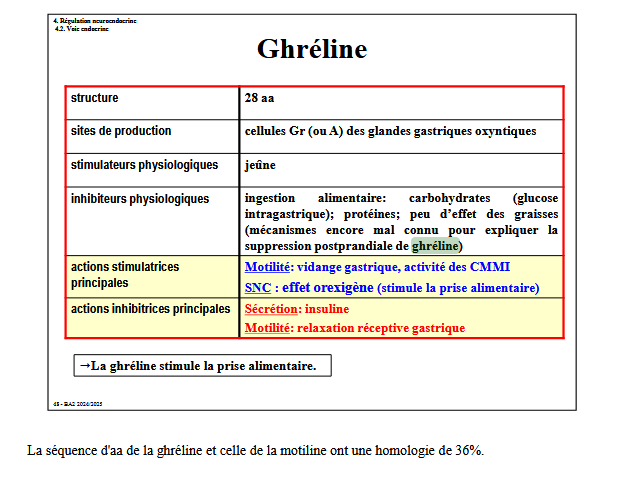 4. Régulation neuroendocrine
4.2. Voie endocrine
Ghréline
structure
28 aa
sites de production
cellules Gr (ou A) des glandes gastriques oxyntiques
stimulateurs physiologiques
jeûne
inhibiteurs physiologiques
ingestion alimentaire: carbohydrates (glucose
intragastrique); protéines; peu d'effet des graisses
(mécanismes encore mal connu pour expliquer la
suppression postprandiale de ghréline)
actions stimulatrices
principales
Motilité: vidange gastrique, activité des CMMI
SNC : effet orexigène (stimule la prise alimentaire)
actions inhibitrices principales
Sécrétion: insuline
Motilité: relaxation réceptive gastrique
→La ghréline stimule la prise alimentaire.
48 - BA2 2024/2025
La séquence d'aa de la ghréline et celle de la motiline ont une homologie de 36%.